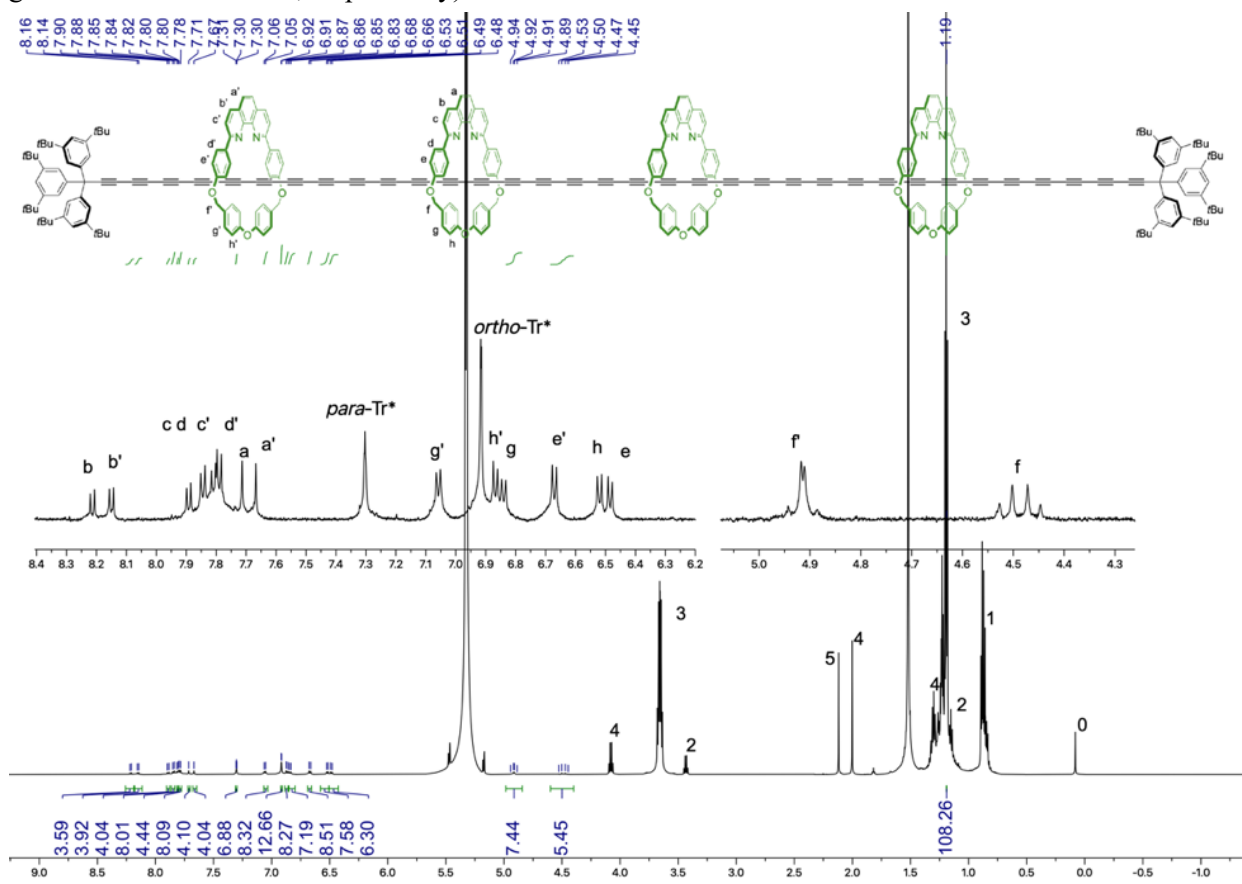 8.16 8.14 7.90 7.88 7.85 7.84 7.82 7.80 7.80 7.78 7.71 7.67 7.31 7.30 7.30 7.06 7.05 6.92 6.91 6.87 6.86 6.85 6.83 6.68 6.66 6.53 6.51 6.49 6.48 4.94 4.92 4.91 4.89 4.53 4.50 4.47 4.45 1.19
a' a
b' b
c' c
N N N N N N N N
d' d
e' e
tBu tBu tBu tBu tBu tBu
tBu tBu tBu tBu tBu tBu
O O O O O O O O
f' f
g' g
h' h
O O O O
ortho-Tr* 3
para-Tr*
c d c' d' a a' g' h' g e' h e f' f
b b'
8.4 8.3 8.2 8.1 8.0 7.9 7.8 7.7 7.6 7.5 7.4 7.3 7.2 7.1 7.0 6.9 6.8 6.7 6.6 6.5 6.4 6.3 6.2 5.0 4.9 4.8 4.7 4.6 4.5 4.4 4.3
3 1
5 4
4 2
4 2 0
3.59 3.92 4.04 8.01 4.44 8.09 4.10 4.04 6.88 8.32 12.66 8.27 7.19 8.51 7.58 6.30 7.44 5.45 108.26
9.0 8.5 8.0 7.5 7.0 6.5 6.0 5.5 5.0 4.5 4.0 3.5 3.0 2.5 2.0 1.5 1.0 0.5 0.0 -0.5 -1.0